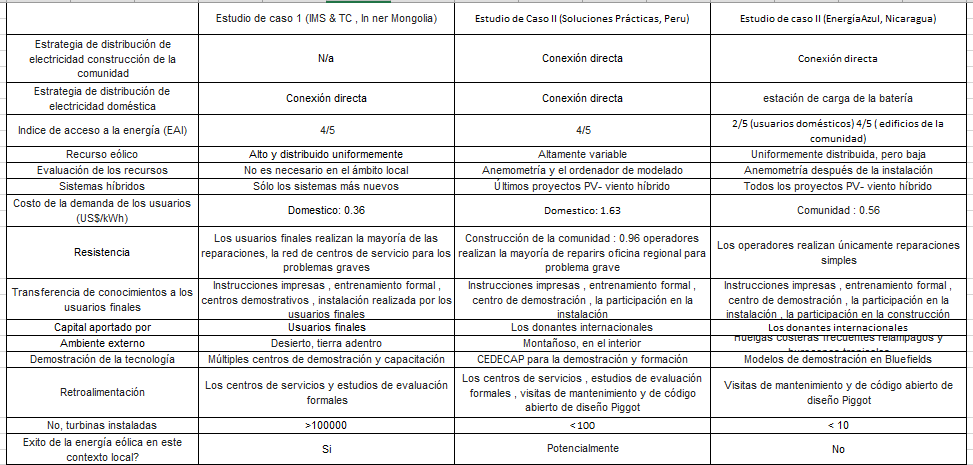 Estudio de caso 1 (IMS & TC , In ner Mongolia)
Estudio de Caso II (Soluciones Prácticas, Peru)
Estudio de caso II (EnergíaAzul, Nicaragua)
Estrategia de distribución de
electricidad construcción de la
comunidad
N/a
Conexión directa
Conexión directa
Estrategia de distribución de
electricidad doméstica
Conexión directa
Conexión directa
estación de carga de la batería
Indice de acceso a la energía (EAI)
4/5
4/5
2/5 (usuarios domésticos) 4/5 ( edificios de la
comunidad)
Recurso eólico
Alto y distribuido uniformemente
Altamente variable
Uniformemente distribuida, pero baja
Evaluación de los recursos
No es necesario en el ámbito local
Anemometría y el ordenador de modelado
Anemometría después de la instalación
Sistemas híbridos
Sólo los sistemas más nuevos
Últimos proyectos PV- viento híbrido
Todos los proyectos PV- viento híbrido
Costo de la demanda de los usuarios
(US$/kWh)
Domestico: 0.36
Domestico: 1.63
Comunidad : 0.56
Resistencia
Los usuarios finales realizan la mayoría de las
reparaciones, la red de centros de servicio para los
problemas graves
Construcción de la comunidad : 0.96 operadores
realizan la mayoría de reparirs oficina regional para
problema grave
Los operadores realizan únicamente reparaciones
simples
Transferencia de conocimientos a los
usuarios finales
Instrucciones impresas , entrenamiento formal ,
centros demostrativos , instalación realizada por los
usuarios finales
Instrucciones impresas , entrenamiento formal ,
centro de demostración , la participación en la
instalación
Instrucciones impresas , entrenamiento formal ,
centro de demostración , la participación en la
instalación , la participación en la construcción
Capital aportado por
Usuarios finales
Los donantes internacionales
Los donantes internacionales
Ambiente externo
Desierto, tierra adentro
Montañoso, en el interior
Huelgas costeras frecuentes relámpagos y
Demostración de la tecnología
Múltiples centros de demostración y capacitación
CEDECAP para la demostración y formación
Modelos de demostración en Bluefields
Retroalimentación
Los centros de servicios y estudios de evaluación
formales
Los centros de servicios , estudios de evaluación
formales , visitas de mantenimiento y de código
abierto de diseño Piggot
Visitas de mantenimiento y de código abierto de
diseño Piggot
No, turbinas instaladas
>100000
<100
< 10
Exito de la energía eólica en este
contexto local?
Si
Potencialmente
No